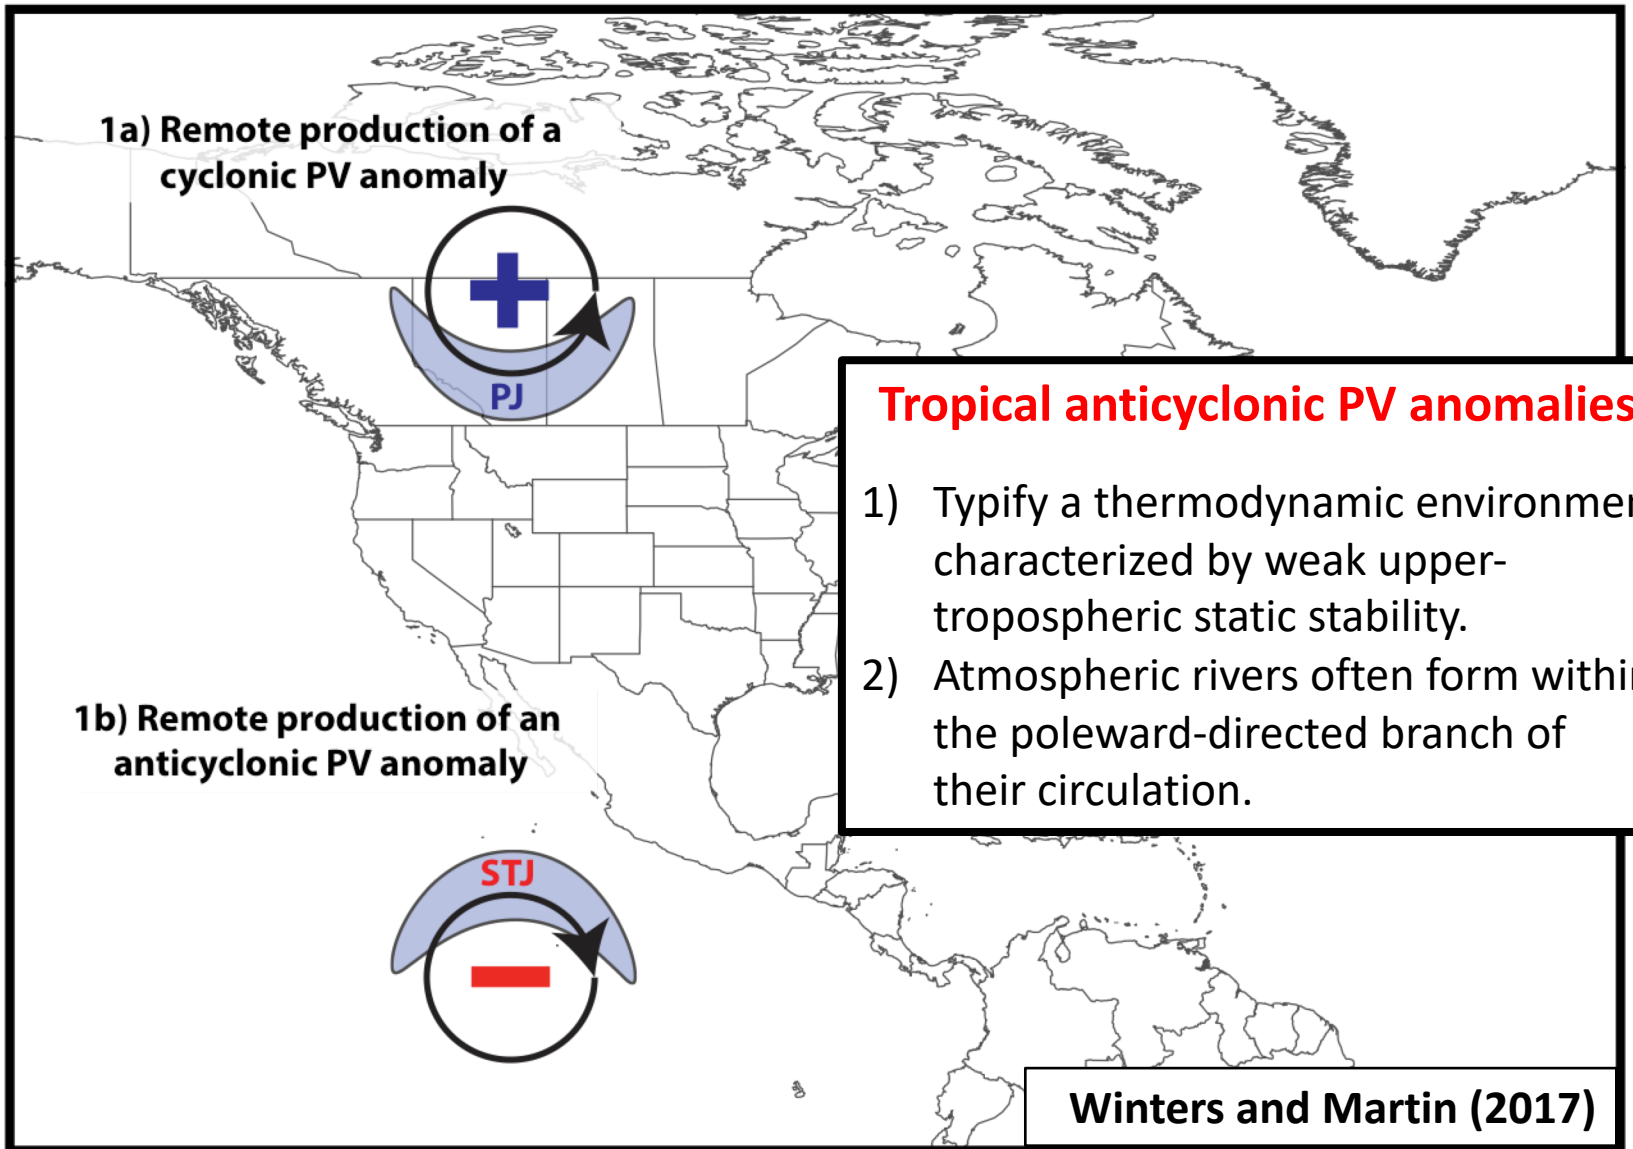 1a) Remote production of a
cyclonic PV anomaly
PJ
Tropical anticyclonic PV anomalies
1) Typify a thermodynamic
characterized by weak upper-
tropospheric static stability.
2) Atmospheric rivers often form
the poleward-directed branch of
their circulation.
1b) Remote production of an
anticyclonic PV anomaly
STJ
Winters and Martin (2017)